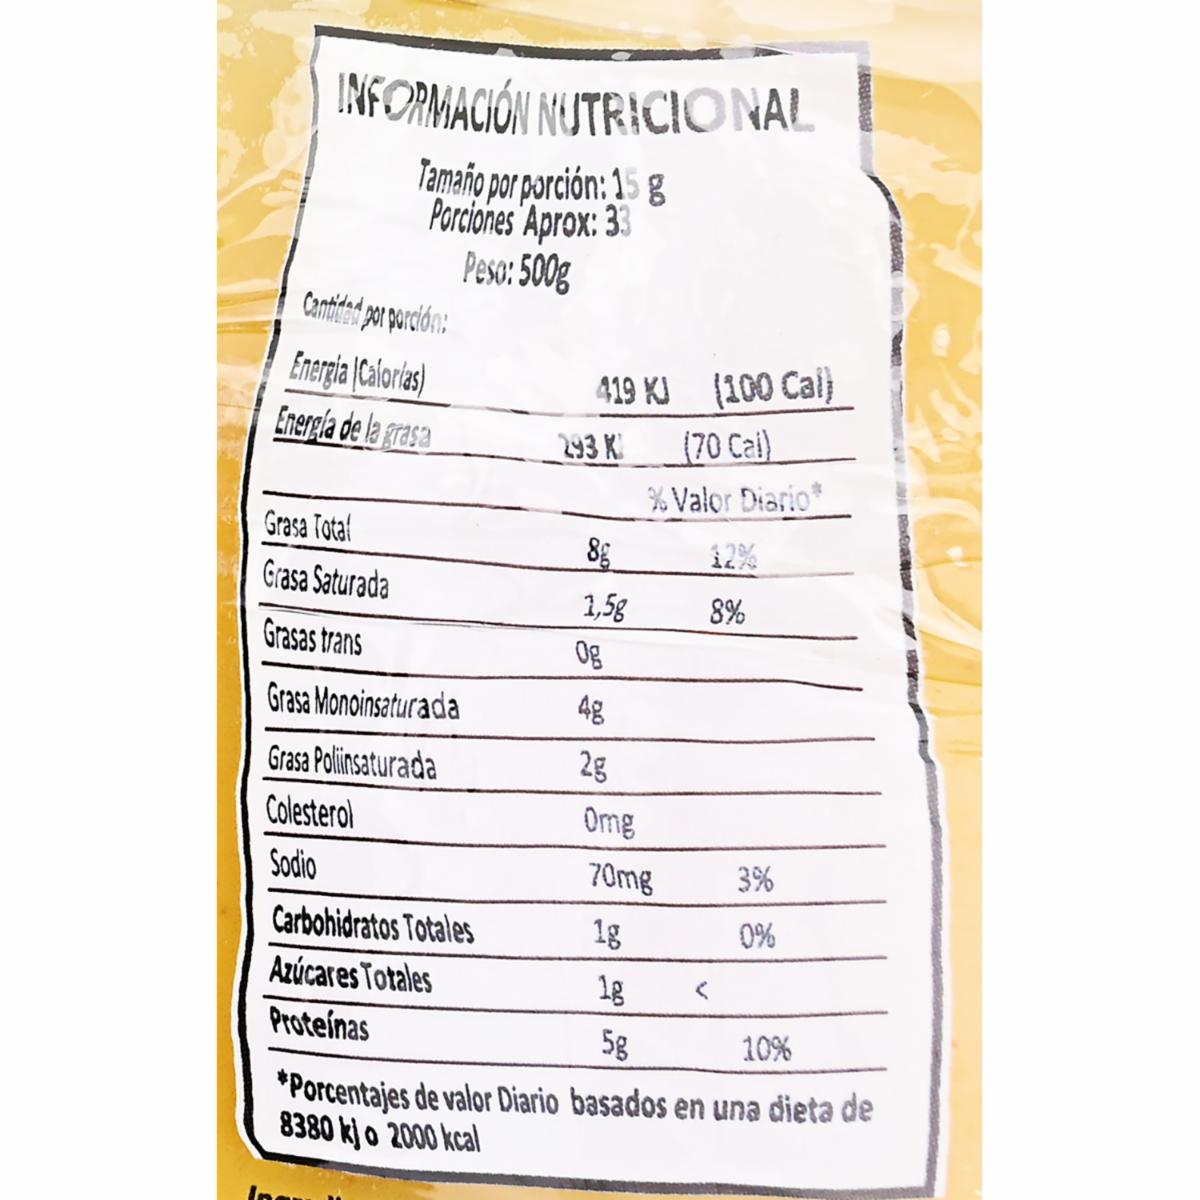 INFORMACIÓN NUTRICIONAL
Tamaño por porción: 15 g
Porciones Aprox: 33
Peso: 500g
Cantidad por porción:
Energía (Calorías) 419 KJ (100 Cal)
Energía de la grasa 293 KJ (70 Cal)
% Valor Diario*
Grasa Total 8g 12%
Grasa Saturada 1,5g 8%
Grasas trans 0g
Grasa Monoinsaturada 4g
Grasa Poliinsaturada 2g
Colesterol 0mg
Sodio 70mg 3%
Carbohidratos Totales 1g 0%
Azúcares Totales 1g <
Proteínas 5g 10%
*Porcentajes de valor Diario basados en una dieta de
8380 kj o 2000 kcal